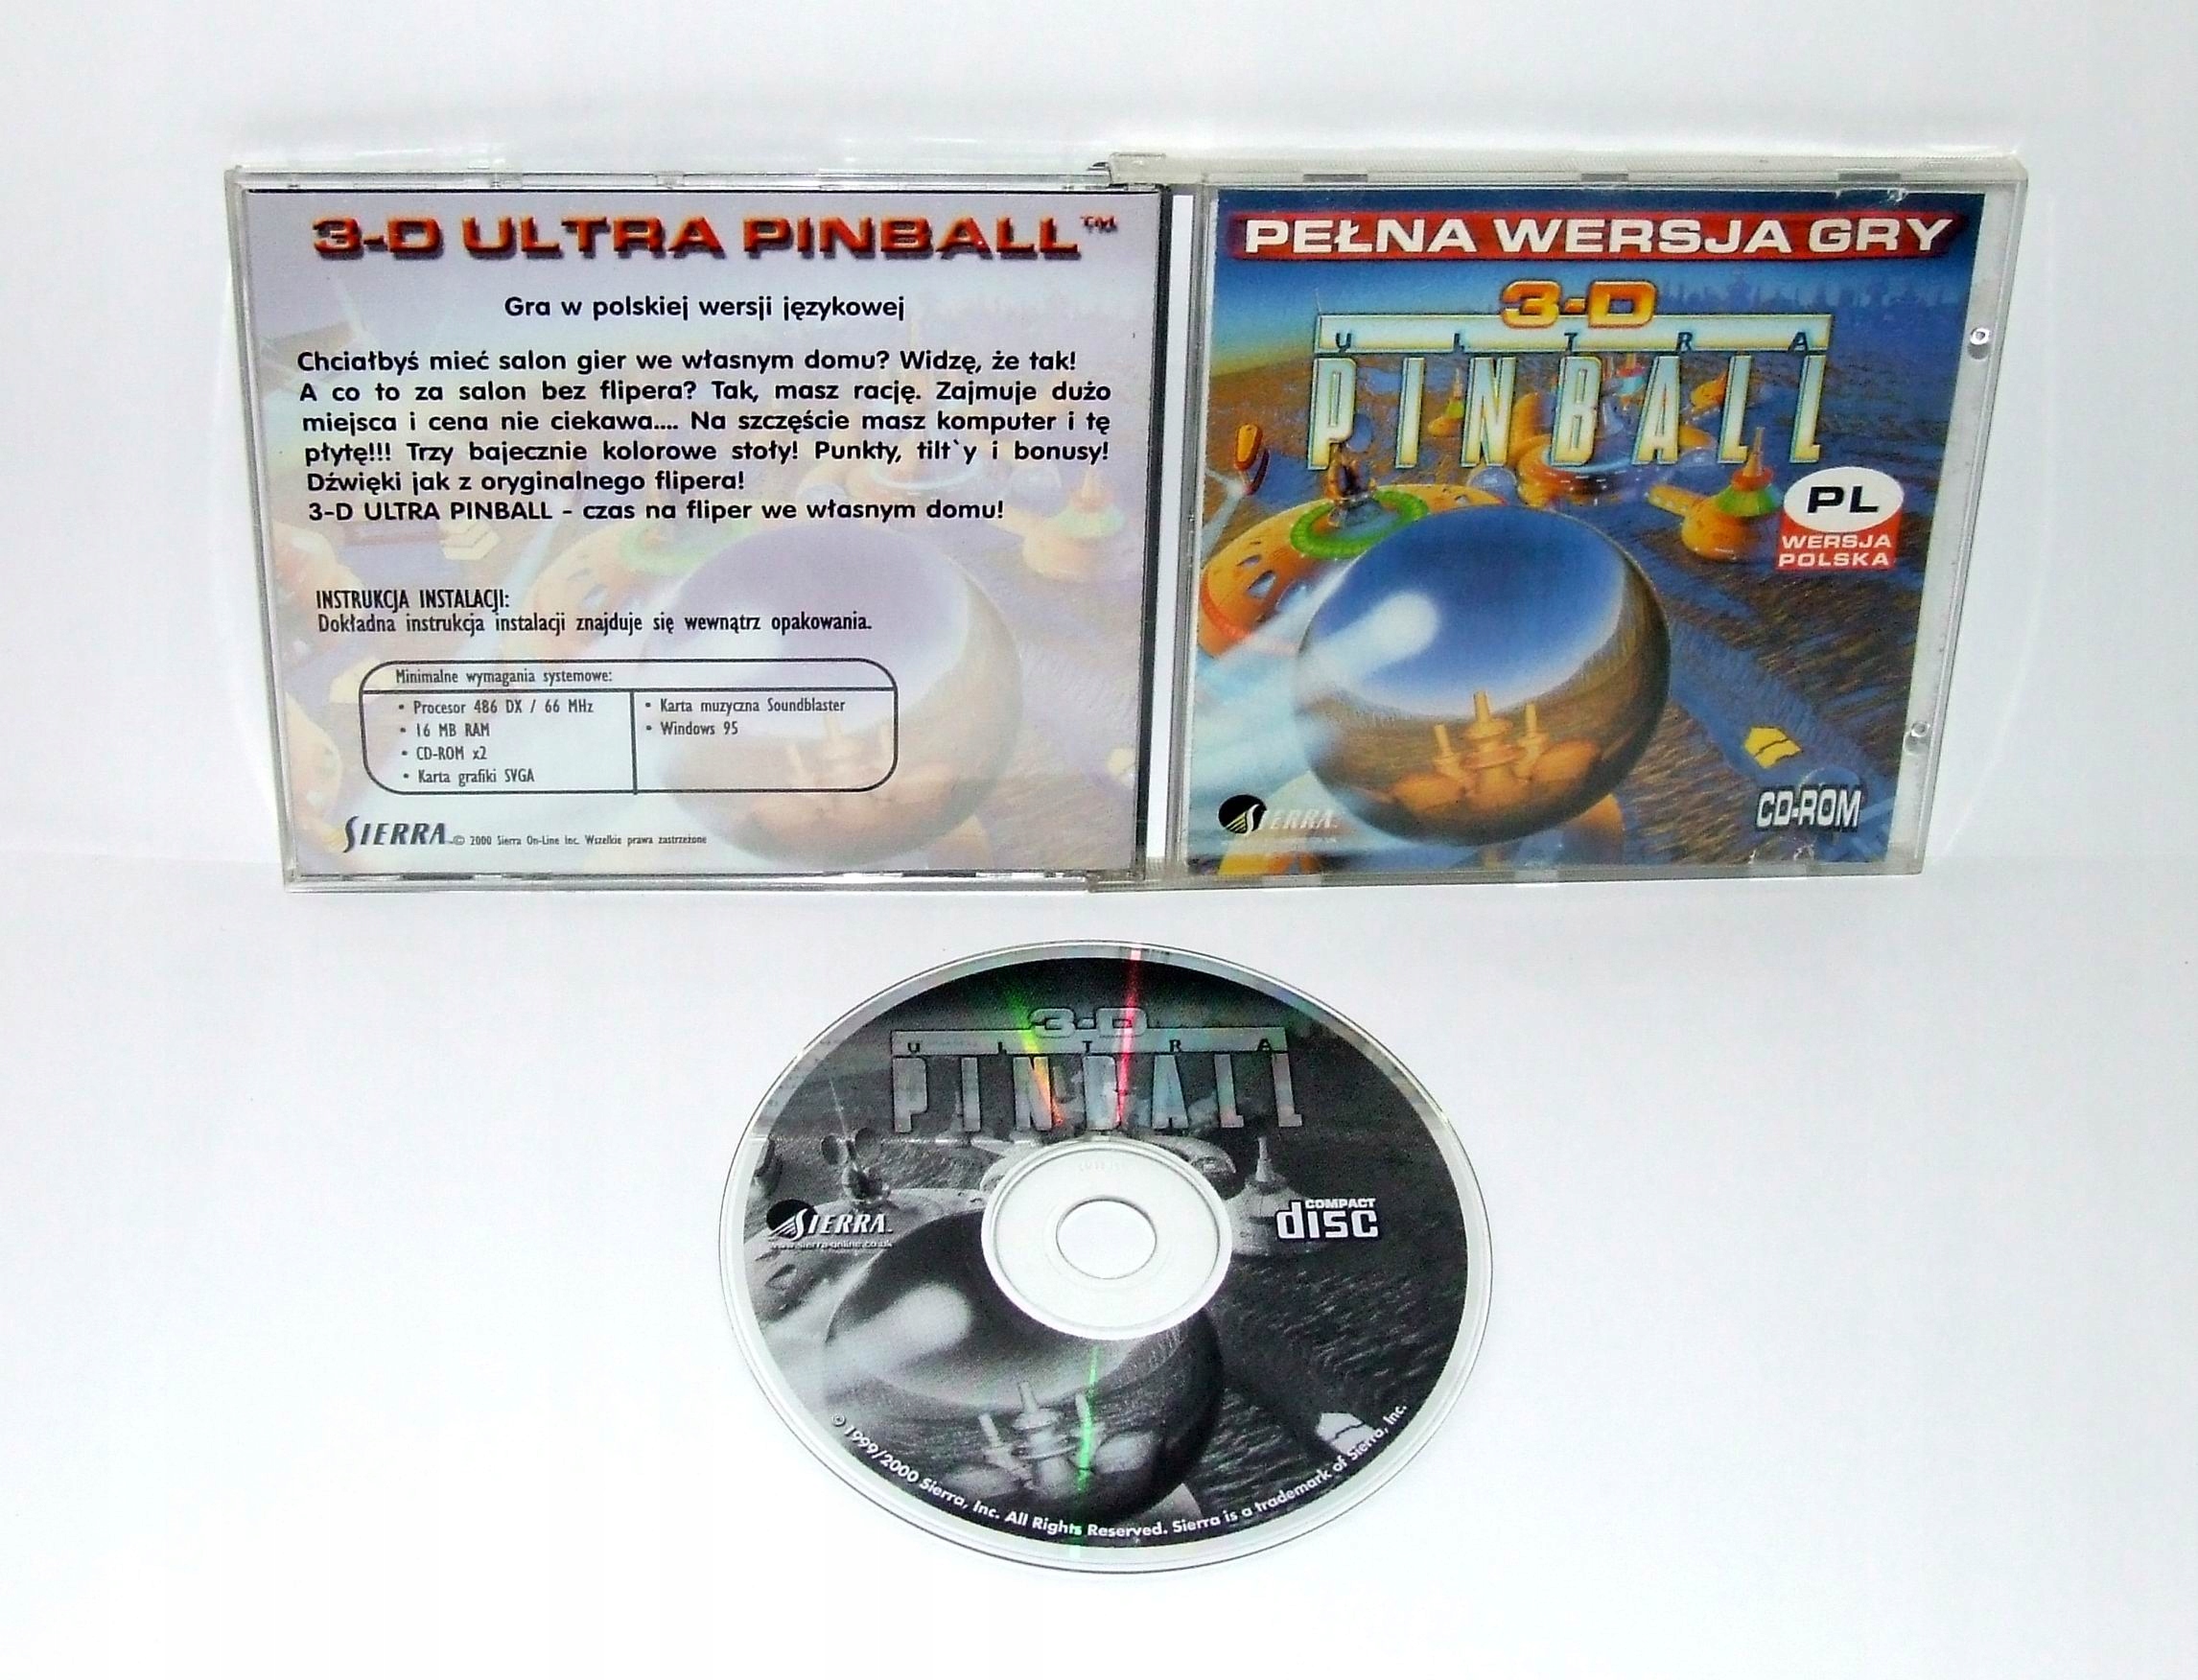 3-D ULTRA PINBALL™
Gra w polskiej wersji językowej
Chciałbyś mieć salon gier we własnym domu? Widzę, że tak!
A co to za salon bez flipera? Tak, masz rację. Zajmuje dużo
miejsca i cena nie ciekawa.... Na szczęście masz komputer i tę
płytę!!! Trzy bajecznie kolorowe stoły! Punkty, tilt`y i bonusy!
Dźwięki jak z oryginalnego flipera!
3-D ULTRA PINBALL - czas na fliper we własnym domu!
INSTRUKCJA INSTALACJI:
Dokładna instrukcja instalacji znajduje się wewnątrz opakowania.
Minimalne wymagania systemowe:
• Procesor 486 DX / 66 MHz
• 16 MB RAM
• CD-ROM x2
• Karta grafiki SVGA
• Karta muzyczna Soundblaster
• Windows 95
SIERRA © 2000 Sierra On-Line Inc. Wszelkie prawa zastrzeżone
PEŁNA WERSJA GRY
3-D
ULTRA
PINBALL
PL
WERSJA
POLSKA
SIERRA
CD-ROM
3-D
ULTRA
PINBALL
SIERRA
www.sierra-online.co.uk
COMPACT
disc
© 1999/2000 Sierra, Inc. All Rights Reserved. Sierra is a trademark of Sierra, Inc.